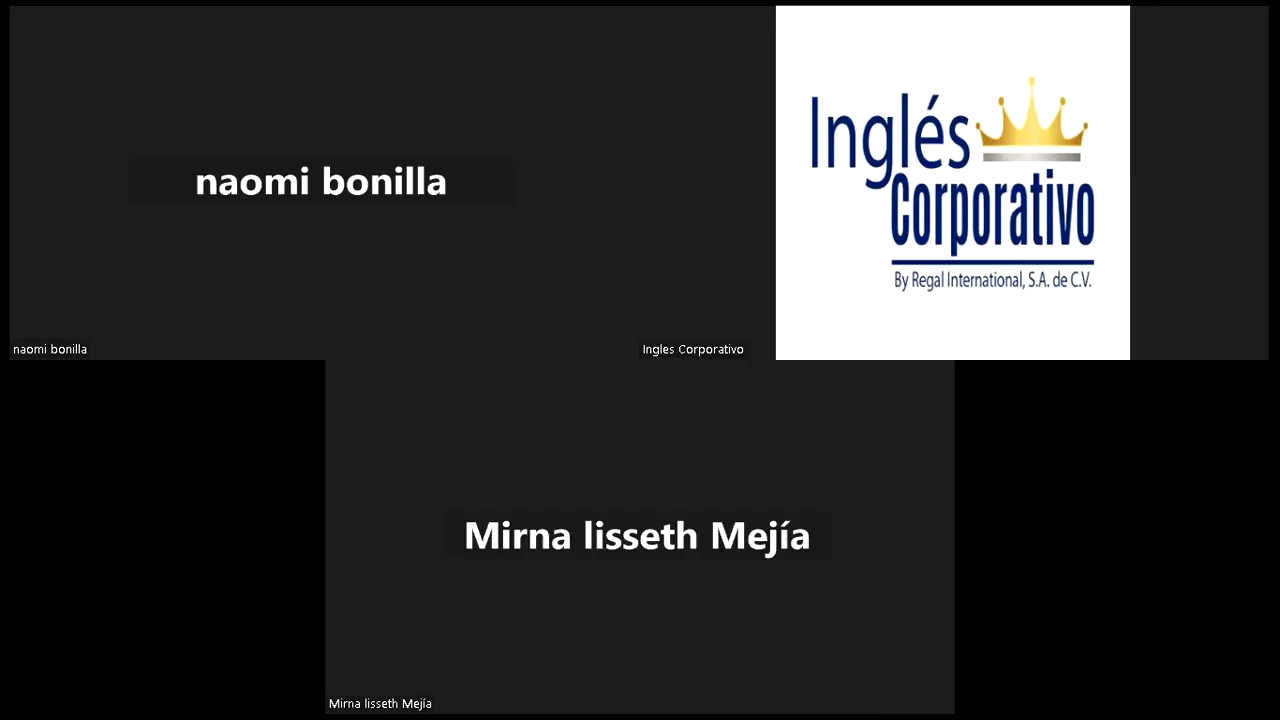 naomi bonilla
naomi bonilla
Inglés
Corporativo
By Regal International, S.A. de C.V.
Ingles Corporativo
Mirna lisseth Mejía
Mirna lisseth Mejía